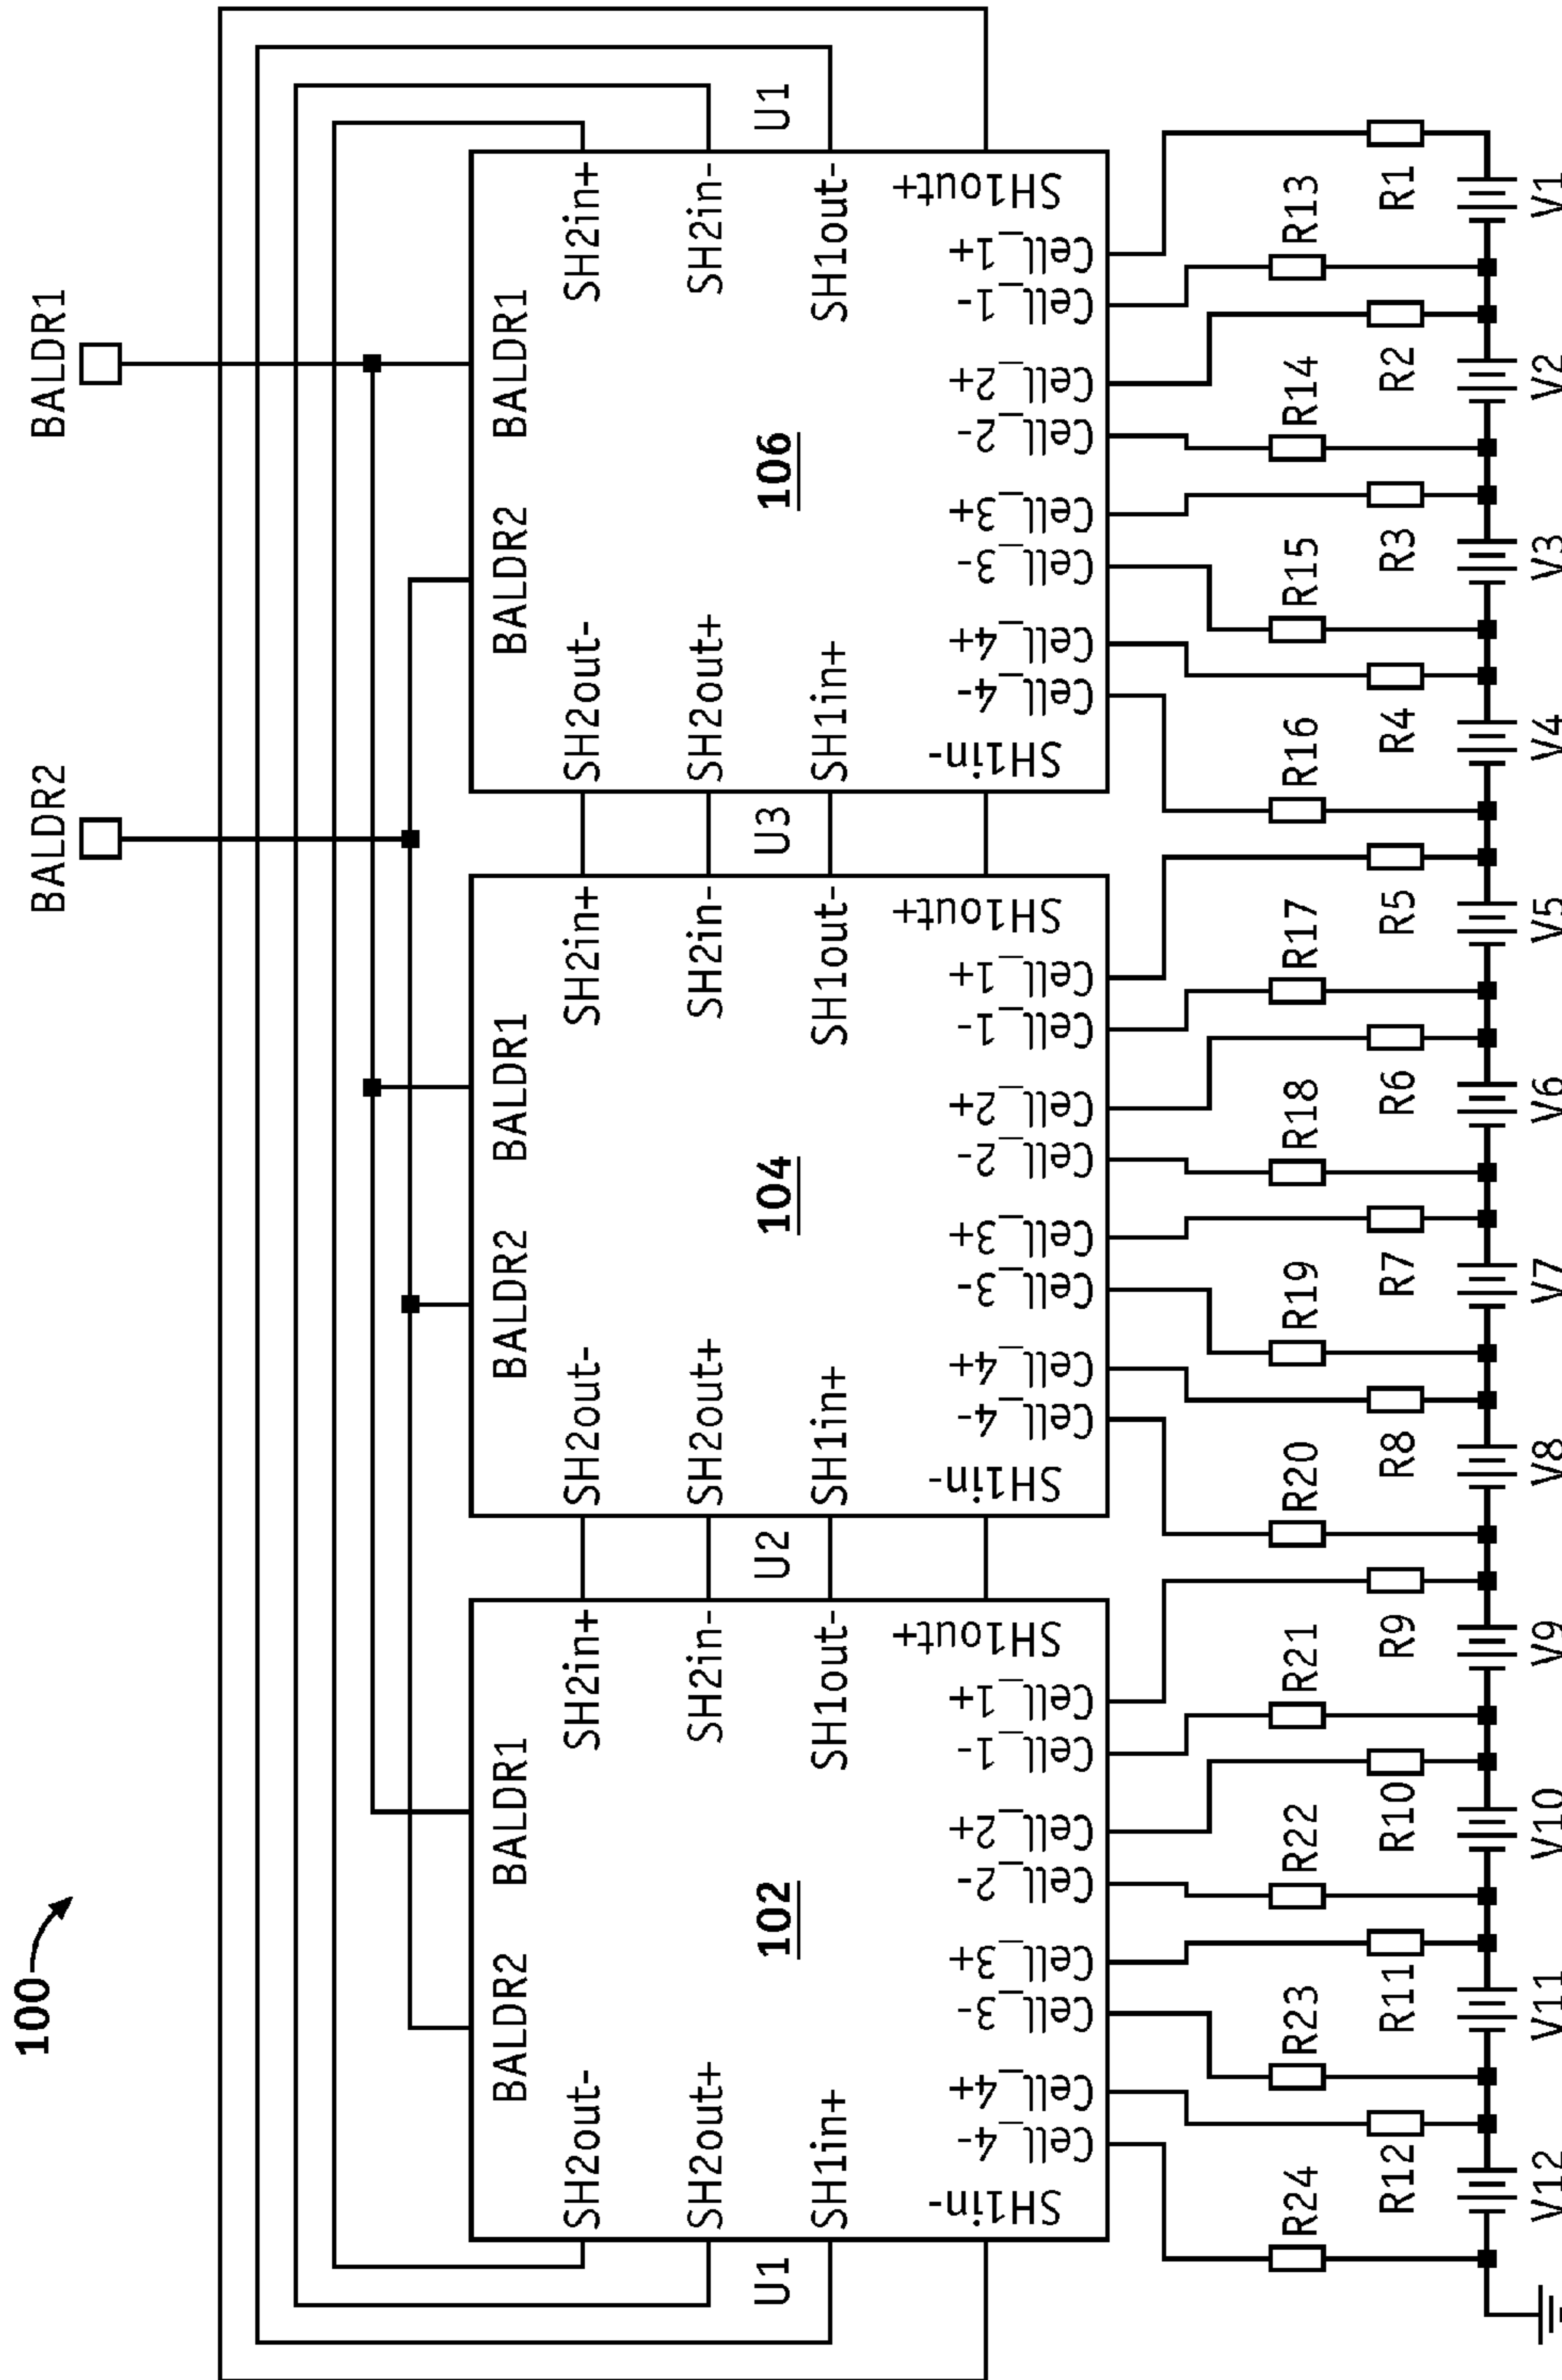 100
BALDR2
BALDR1
U1
102
BALDR2
BALDR1
SH2out-
SH2in+
SH2out+
SH2in-
SH1in+
SH1out-
SH1in-
Cell_4-
Cell_4+
Cell_3-
Cell_3+
Cell_2-
Cell_2+
Cell_1-
Cell_1+
SH1out+
U2
104
BALDR2
BALDR1
SH2out-
SH2in+
SH2out+
SH2in-
SH1in+
SH1out-
SH1in-
Cell_4-
Cell_4+
Cell_3-
Cell_3+
Cell_2-
Cell_2+
Cell_1-
Cell_1+
SH1out+
U3
106
BALDR2
BALDR1
SH2out-
SH2in+
SH2out+
SH2in-
SH1in+
SH1out-
SH1in-
Cell_4-
Cell_4+
Cell_3-
Cell_3+
Cell_2-
Cell_2+
Cell_1-
Cell_1+
SH1out+
U1
R24
R23
R22
R21
R20
R19
R18
R17
R16
R15
R14
R13
R12
R11
R10
R9
R8
R7
R6
R5
R4
R3
R2
R1
V12
V11
V10
V9
V8
V7
V6
V5
V4
V3
V2
V1